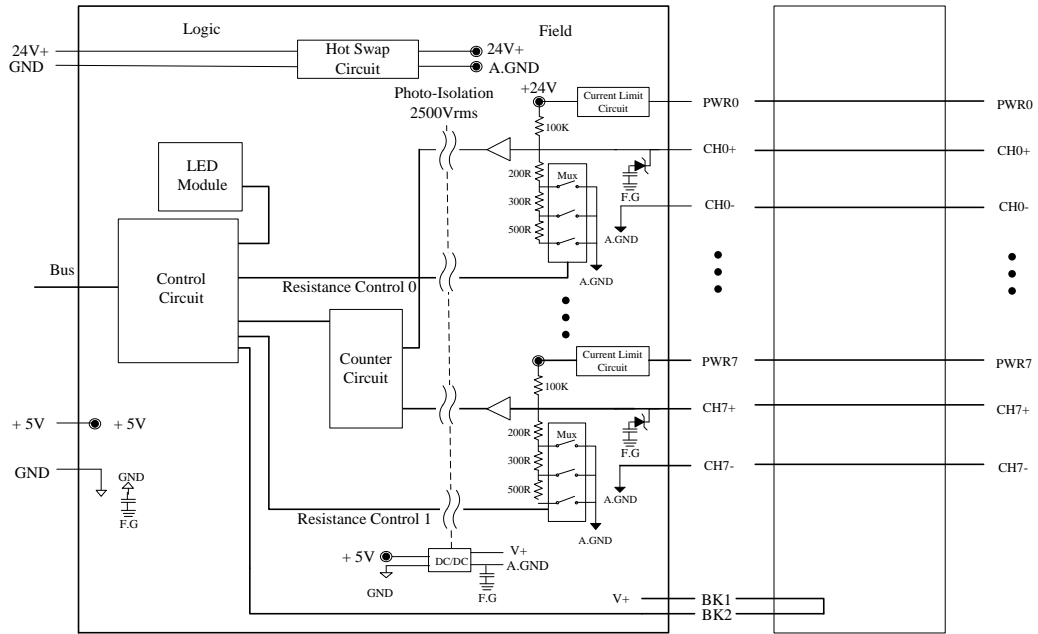 Logic
Field
24V+
GND
Hot Swap
Circuit
24V+
A.GND
Photo-Isolation
2500Vrms
+24V
Current Limit
Circuit
PWR0
PWR0
100K
CH0+
CH0+
LED
Module
200R
Mux
F.G
300R
CH0-
CH0-
500R
A.GND
Bus
Control
Circuit
Resistance Control 0
A.GND
Counter
Circuit
Current Limit
Circuit
PWR7
PWR7
100K
CH7+
CH7+
+ 5V
+ 5V
200R
Mux
F.G
300R
CH7-
CH7-
GND
GND
500R
A.GND
F.G
Resistance Control 1
A.GND
+ 5V
DC/DC
V+
A.GND
GND
F.G
V+
BK1
BK2